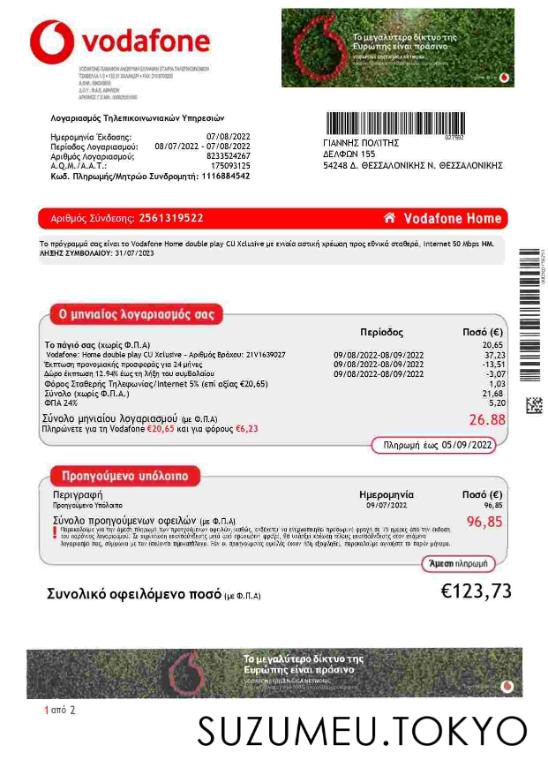 vodafone
Το μεγαλύτερο δίκτυο της
Ευρώπης είναι πράσινο
Λογαριασμός Τηλεπικοινωνιακών Υπηρεσιών
Ημερομηνία Έκδοσης: 07/08/2022
Περίοδος Λογαριασμού: 08/07/2022 - 07/08/2022
Αριθμός Λογαριασμού: 8233524267
Α.Q.M./Α.Α.Τ.: 175093125
Κωδ. Πληρωμής/Μητρώο Συνδρομητή: 1116884542
ΓΙΑΝΝΗΣ ΠΟΛΙΤΗΣ
ΔΕΛΦΩΝ 155
54248 Δ. ΘΕΣΣΑΛΟΝΙΚΗΣ Ν. ΘΕΣΣΑΛΟΝΙΚΗΣ
Αριθμός Σύνδεσης: 2561319522 Vodafone Home
Το πρόγραμμά σας είναι το Vodafone Home double play CU Xclusive με ενιαία αστική χρέωση προς εθνικά σταθερά, Internet 50 Mbps ΗΜ.
ΛΗΞΗΣ ΣΥΜΒΟΛΑΙΟΥ: 31/07/2023
Ο μηνιαίος λογαριασμός σας
Περίοδος Ποσό (€)
Το πάγιό σας (χωρίς Φ.Π.Α) 20,65
Vodafone: Home double play CU Xclusive - Αριθμός Βρόχου: 21V1639027 09/08/2022-08/09/2022 37,23
Έκπτωση προνομιακής προσφοράς για 24 μήνες 09/08/2022-08/09/2022 -13,51
Δώρο έκπτωση 12.94% έως τη λήξη του συμβολαίου 09/08/2022-08/09/2022 -3,07
Φόρος Σταθερής Τηλεφωνίας/Internet 5% (επί αξίας €20,65) 1,03
Σύνολο (χωρίς Φ.Π.Α.) 21,68
ΦΠΑ 24% 5,20
Σύνολο μηνιαίου λογαριασμού (με Φ.Π.Α) 26.88
Πληρώνετε για τη Vodafone €20,65 και για φόρους €6,23
Πληρωμή έως 05/09/2022
Προηγούμενο υπόλοιπο
Περιγραφή Ημερομηνία Ποσό (€)
Προηγούμενο Υπόλοιπο 09/07/2022 96,85
Σύνολο προηγούμενων οφειλών (με Φ.Π.Α) 96,85
Άμεση πληρωμή
Συνολικό οφειλόμενο ποσό (με Φ.Π.Α) €123,73
Το μεγαλύτερο δίκτυο της
Ευρώπης είναι πράσινο
1 από 2
SUZUMEU.TOKYO